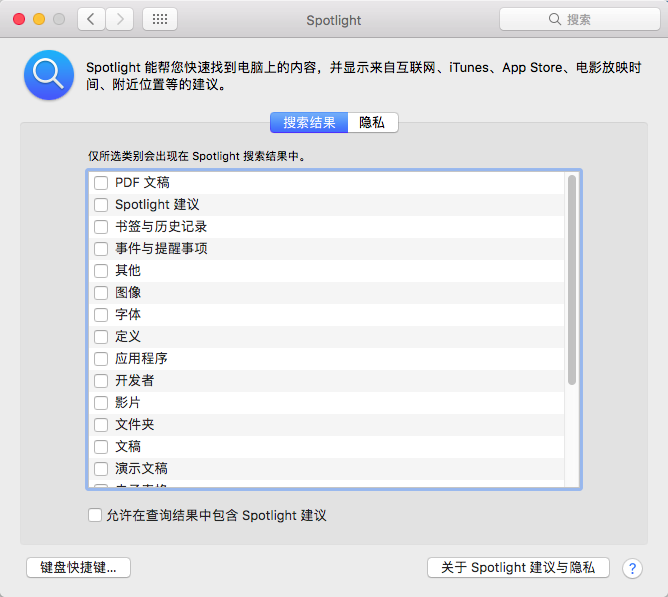 Spotlight
搜索
Spotlight 能帮您快速找到电脑上的内容，并显示来自互联网、iTunes、App Store、电影放映时
间、附近位置等的建议。
搜索结果
隐私
仅所选类别会出现在 Spotlight 搜索结果中。
PDF 文稿
Spotlight 建议
书签与历史记录
事件与提醒事项
其他
图像
字体
定义
应用程序
开发者
影片
文件夹
文稿
演示文稿
允许在查询结果中包含 Spotlight 建议
键盘快捷键...
关于 Spotlight 建议与隐私
?